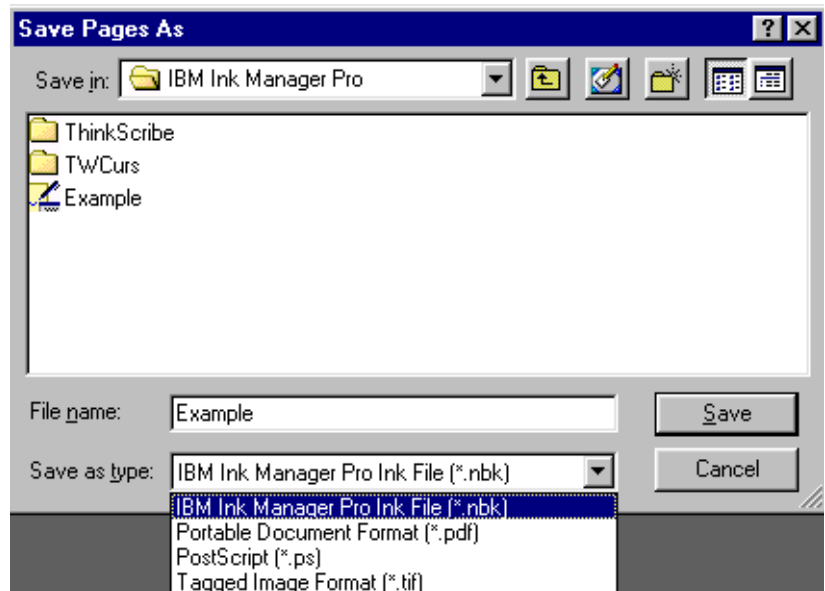 Save Pages As
Save in: IBM Ink Manager Pro
ThinkScribe
TWCurs
Example
File name: Example Save
Save as type: IBM Ink Manager Pro Ink File (*.nbk) Cancel
IBM Ink Manager Pro Ink File (*.nbk)
Portable Document Format (*.pdf)
PostScript (*.ps)
Tagged Image Format (*.tif)